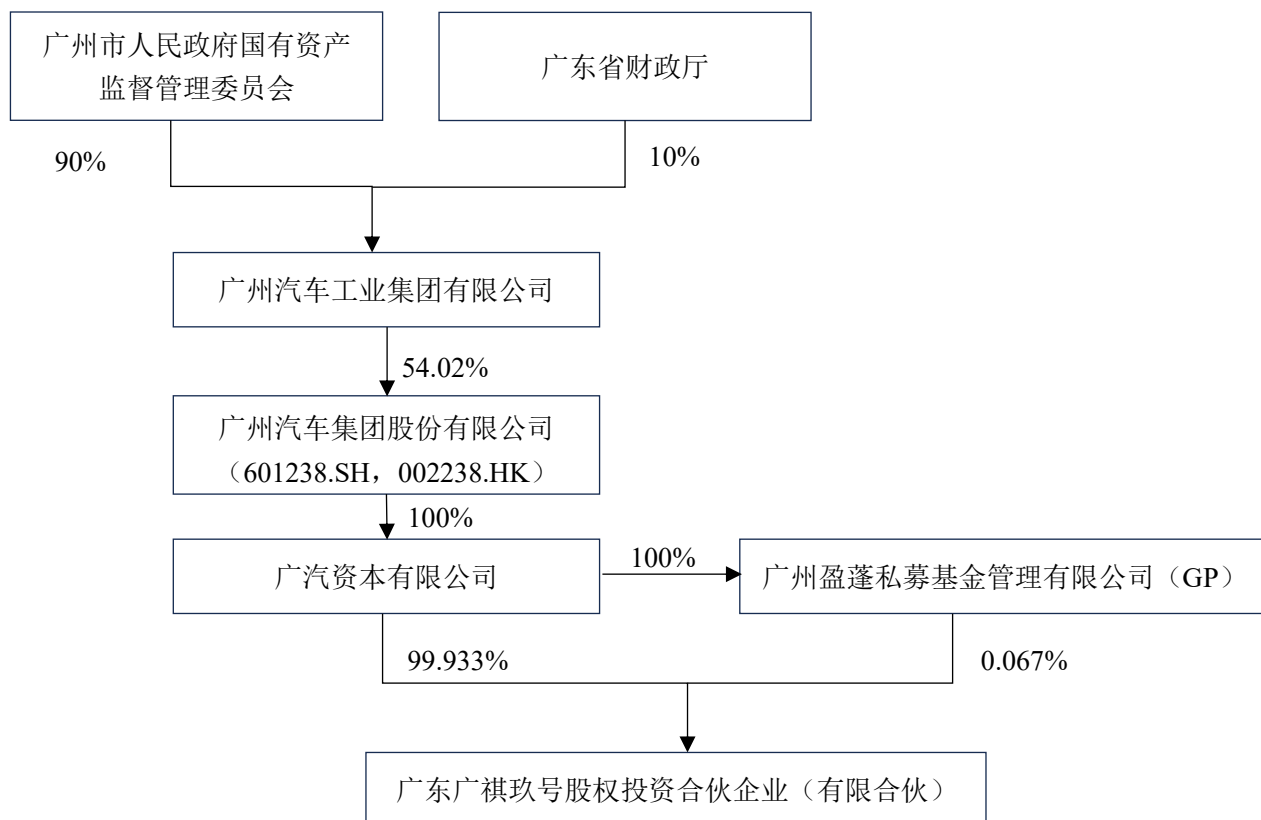 广州市人民政府国有资产
监督管理委员会
广东省财政厅
90%
10%
广州汽车工业集团有限公司
54.02%
广州汽车集团股份有限公司
（601238.SH，002238.HK）
100%
广汽资本有限公司
100%
广州盈蓬私募基金管理有限公司（GP）
99.933%
0.067%
广东广祺玖号股权投资合伙企业（有限合伙）